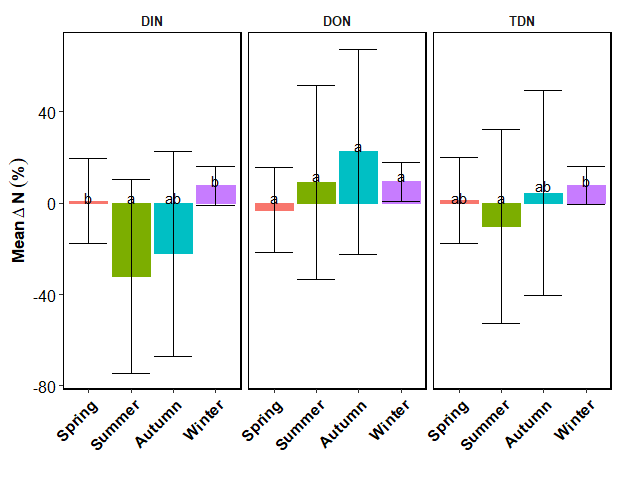 DIN DON TDN
Mean Δ N (%)
40
0
-40
-80
b a ab b
a a a a
ab a ab b
Spring Summer Autumn Winter
Spring Summer Autumn Winter
Spring Summer Autumn Winter